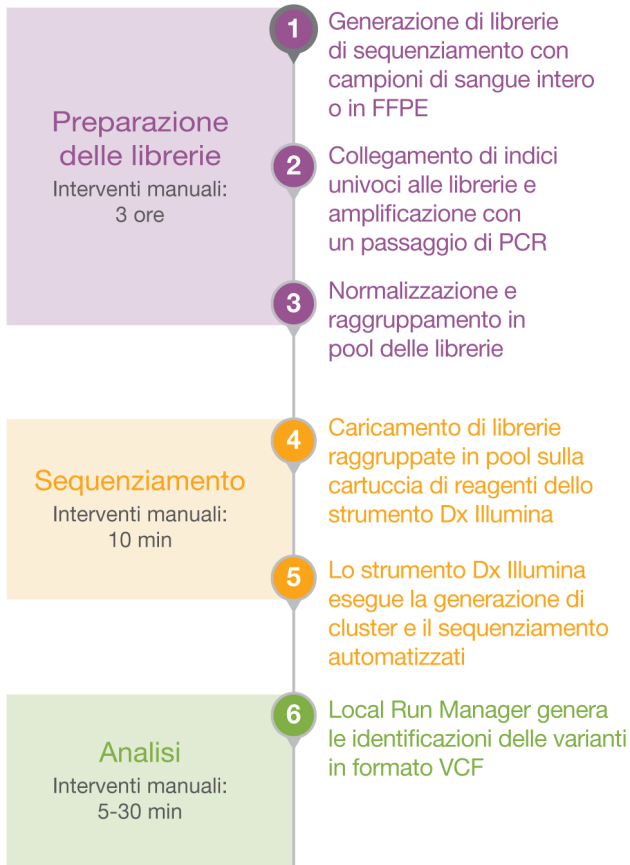 Preparazione
delle librerie
Interventi manuali:
3 ore
1
Generazione di librerie
di sequenziamento con
campioni di sangue intero
o in FFPE
2
Collegamento di indici
univoci alle librerie e
amplificazione con
un passaggio di PCR
3
Normalizzazione e
raggruppamento in
pool delle librerie
Sequenziamento
Interventi manuali:
10 min
4
Caricamento di librerie
raggruppate in pool sulla
cartuccia di reagenti dello
strumento Dx Illumina
5
Lo strumento Dx Illumina
esegue la generazione di
cluster e il sequenziamento
automatizzati
Analisi
Interventi manuali:
5-30 min
6
Local Run Manager genera
le identificazioni delle varianti
in formato VCF